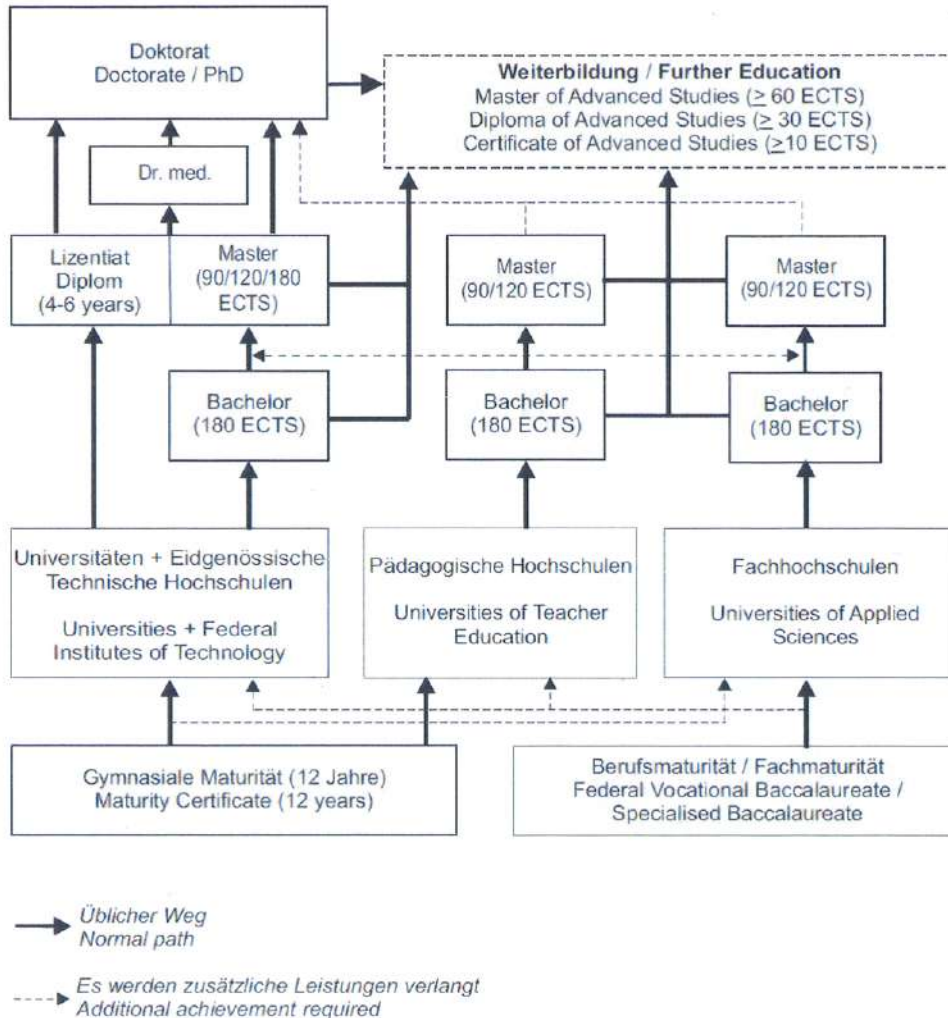 Doktorat
Doctorate / PhD
Weiterbildung / Further Education
Master of Advanced Studies (≥ 60 ECTS)
Diploma of Advanced Studies (≥ 30 ECTS)
Certificate of Advanced Studies (≥10 ECTS)
Dr. med.
Lizentiat
Diplom
(4-6 years)
Master
(90/120/180
ECTS)
Master
(90/120 ECTS)
Master
(90/120 ECTS)
Bachelor
(180 ECTS)
Bachelor
(180 ECTS)
Bachelor
(180 ECTS)
Universitäten + Eidgenössische
Technische Hochschulen
Universities + Federal
Institutes of Technology
Pädagogische Hochschulen
Universities of Teacher
Education
Fachhochschulen
Universities of Applied
Sciences
Gymnasiale Maturität (12 Jahre)
Maturity Certificate (12 years)
Berufsmaturität / Fachmaturität
Federal Vocational Baccalaureate /
Specialised Baccalaureate
Üblicher Weg
Normal path
Es werden zusätzliche Leistungen verlangt
Additional achievement required